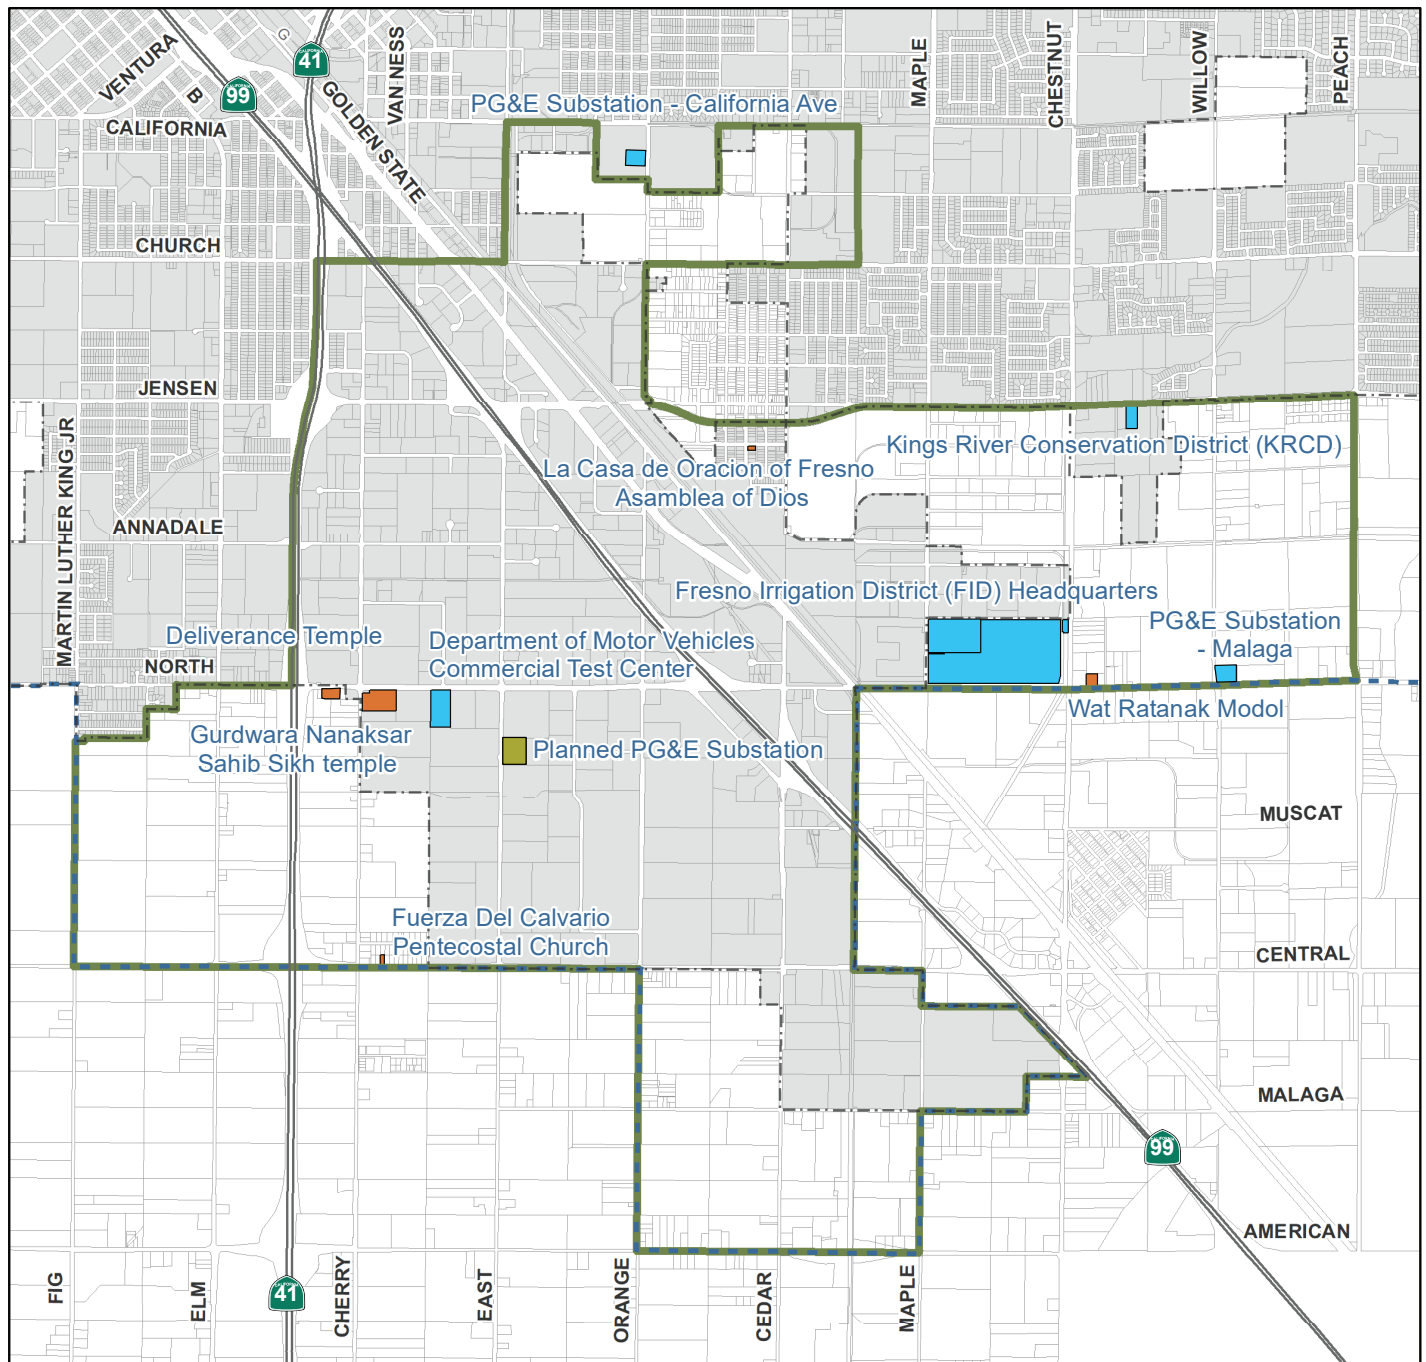 VENTURA
B
G
CALIFORNIA
99
CALIFORNIA
41
GOLDEN STATE
VAN NESS
CALIFORNIA
PG&E Substation - California Ave
MAPLE
CHESTNUT
WILLOW
PEACH
CHURCH
JENSEN
MARTIN LUTHER KING JR
ANNADALE
Kings River Conservation District (KRCD)
La Casa de Oracion of Fresno
Asamblea of Dios
Fresno Irrigation District (FID) Headquarters
PG&E Substation
- Malaga
Deliverance Temple
NORTH
Department of Motor Vehicles
Commercial Test Center
Wat Ratanak Modol
Gurdwara Nanaksar
Sahib Sikh temple
Planned PG&E Substation
MUSCAT
Fuerza Del Calvario
Pentecostal Church
CENTRAL
MALAGA
CALIFORNIA
99
AMERICAN
FIG
ELM
CALIFORNIA
41
CHERRY
EAST
ORANGE
CEDAR
MAPLE